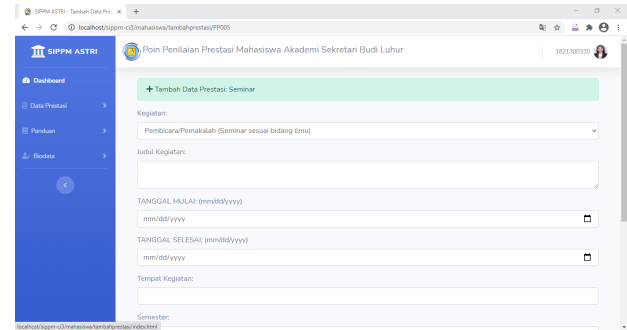 SIPPM ASTRI - Tambah Data Pres
localhost/sippm-ci3/mahasiswa/tambahprestasi/PP005
SIPPM ASTRI
Poin Penilaian Prestasi Mahasiswa Akademi Sekretari Budi Luhur
1821300330
Dashboard
Data Prestasi
Panduan
Biodata
Tambah Data Prestasi: Seminar
Kegiatan:
Pembicara/Pemakalah (Seminar sesuai bidang ilmu)
Judul Kegiatan:
TANGGAL MULAI: (mm/dd/yyyy)
mm/dd/yyyy
TANGGAL SELESAI: (mm/dd/yyyy)
mm/dd/yyyy
Tempat Kegiatan:
Semester:
localhost/sippm-ci3/mahasiswa/tambahprestasi/index.html